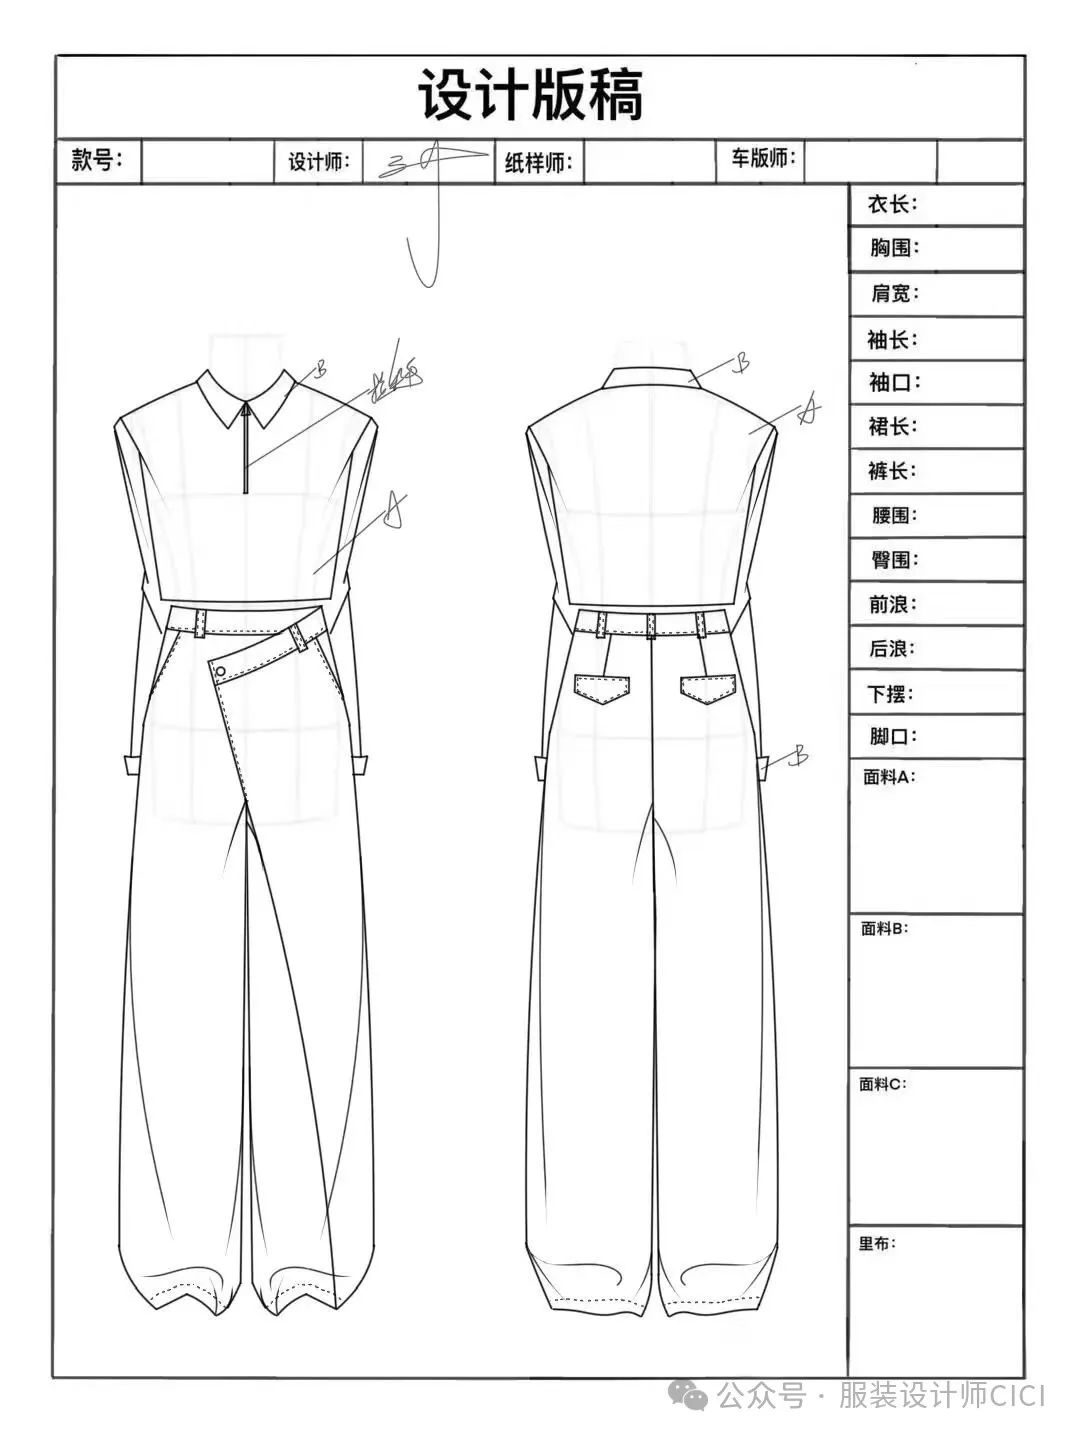 设计版稿
款号： 设计师： 纸样师： 车版师：
衣长：
胸围：
肩宽：
袖长：
袖口：
裙长：
裤长：
腰围：
臀围：
前浪：
后浪：
下摆：
脚口：
面料A：
面料B：
面料C：
里布：
B
B
A
A
B
公众号 · 服装设计师CICI